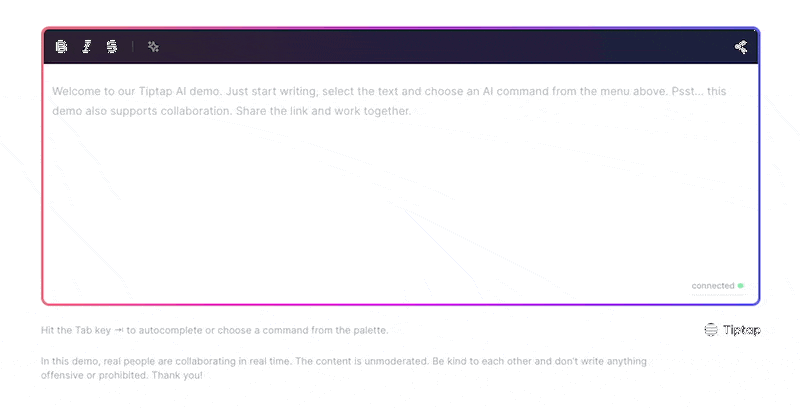 B I S
Welcome to our Tiptap AI demo. Just start writing, select the text and choose an AI command from the menu above. Psst... this
demo also supports collaboration. Share the link and work together.
connected
Hit the Tab key ⇥ to autocomplete or choose a command from the palette.
Tiptap
In this demo, real people are collaborating in real time. The content is unmoderated. Be kind to each other and don't write anything
offensive or prohibited. Thank you!